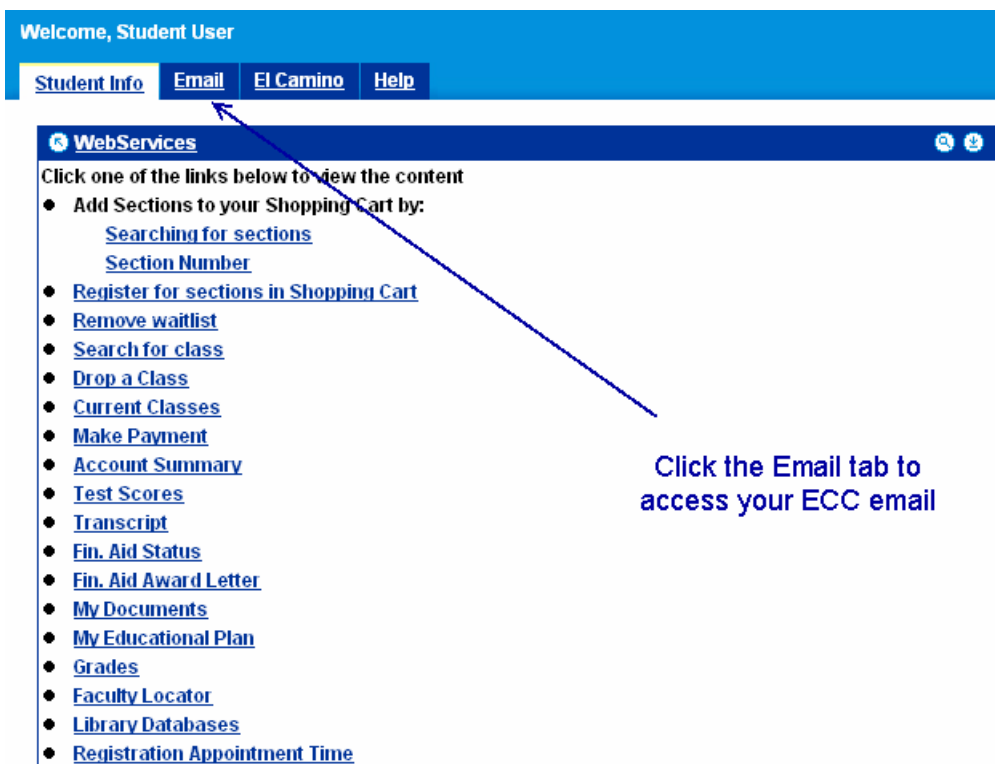 Welcome, Student User
Student Info Email El Camino Help
WebServices
Click one of the links below to view the content
Add Sections to your Shopping Cart by:
Searching for sections
Section Number
Register for sections in Shopping Cart
Remove waitlist
Search for class
Drop a Class
Current Classes
Make Payment
Account Summary
Test Scores
Transcript
Fin. Aid Status
Fin. Aid Award Letter
My Documents
My Educational Plan
Grades
Faculty Locator
Library Databases
Registration Appointment Time
Click the Email tab to
access your ECC email